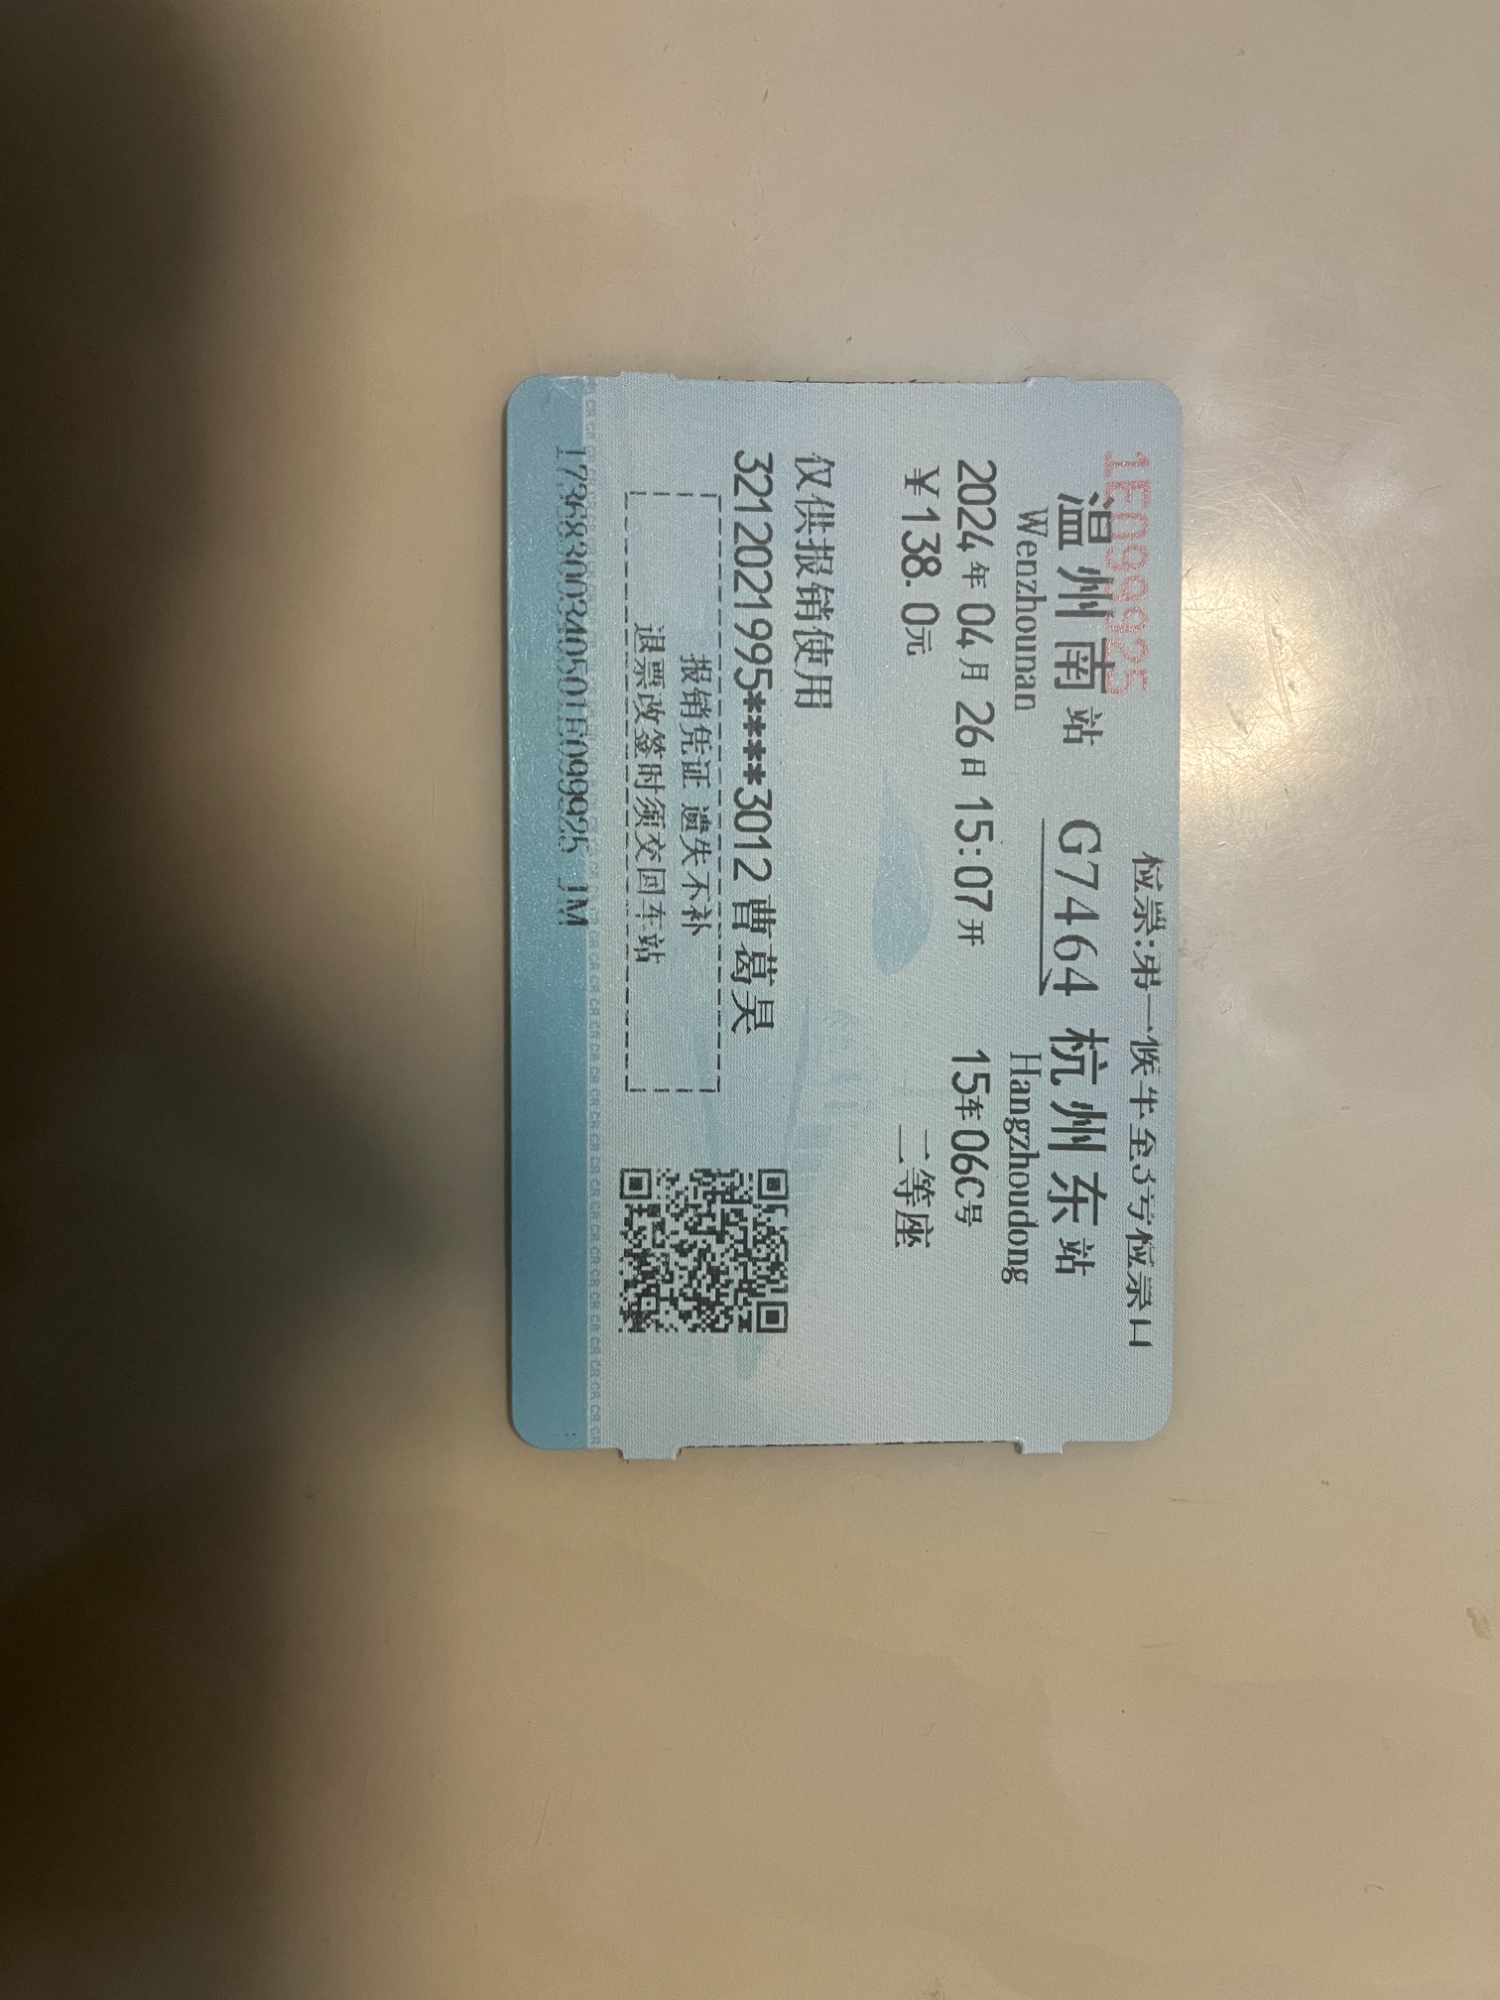 1E099925
检票:第一候车室3号检票口
温州南站 G7464 杭州东站
Wenzhounan Hangzhoudong
2024年04月26日15:07开 15车06C号
¥138.0元 二等座
仅供报销使用
3212021995****3012 曹葛昊
报销凭证 遗失不补
退票改签时须交回车站
17368300340501E099925 JM